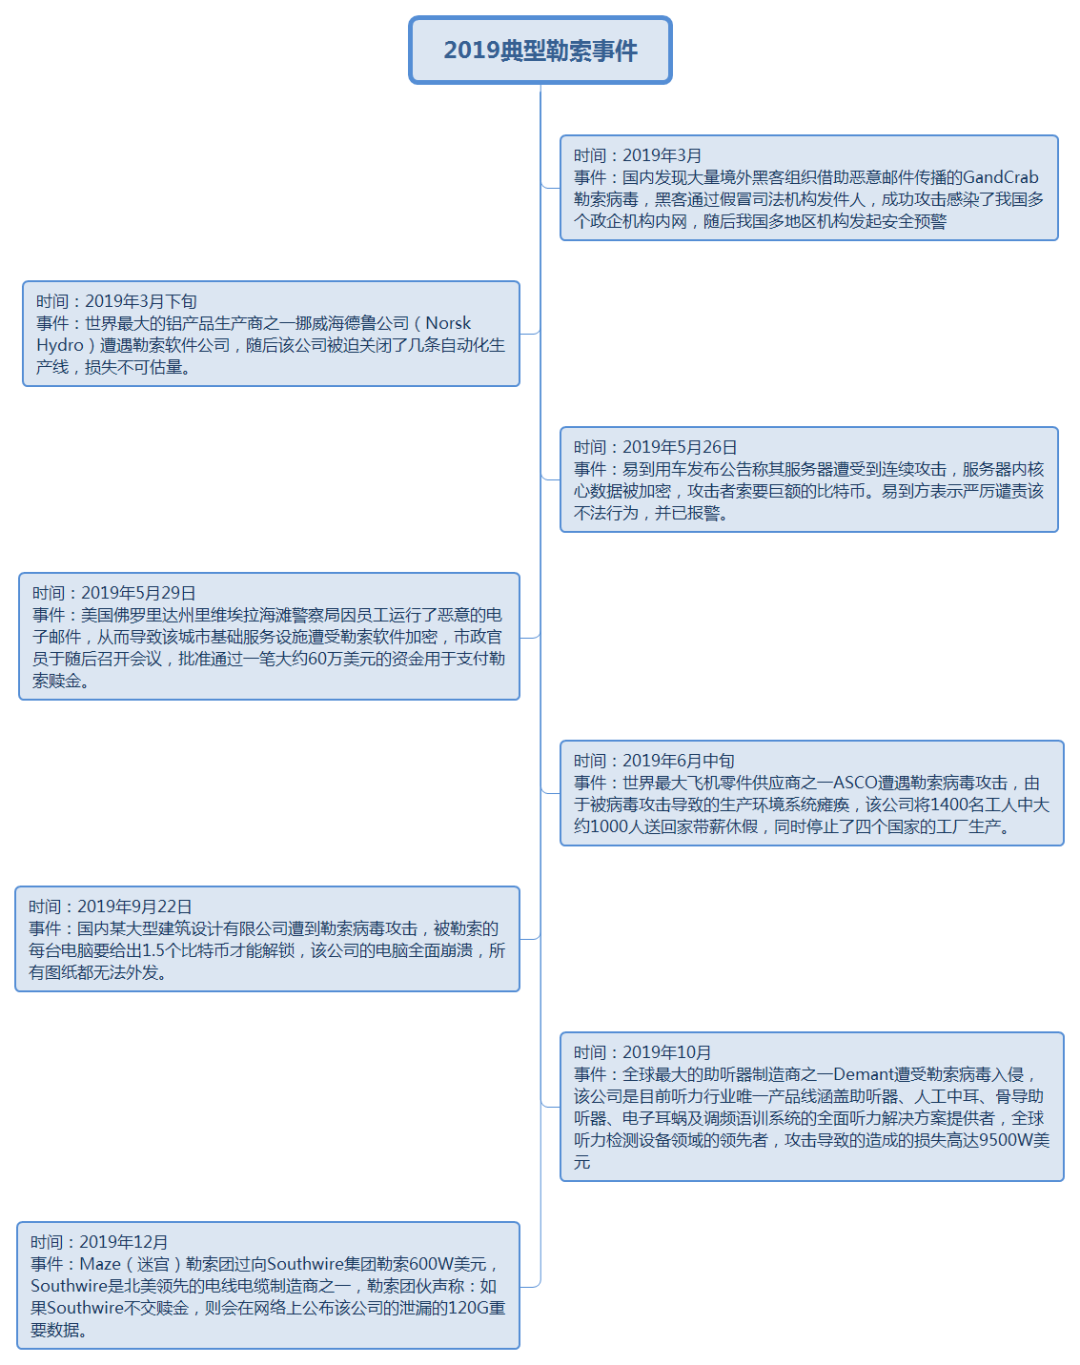 2019典型勒索事件
时间：2019年3月
事件：国内发现大量境外黑客组织借助恶意邮件传播的GandCrab
勒索病毒，黑客通过假冒司法机构发件人，成功攻击感染了我国多
个政企机构内网，随后我国多地区机构发起安全预警
时间：2019年3月下旬
事件：世界最大的铝产品生产商之一挪威海德鲁公司（Norsk
Hydro）遭遇勒索软件公司，随后该公司被迫关闭了几条自动化生
产线，损失不可估量。
时间：2019年5月26日
事件：易到用车发布公告称其服务器遭受到连续攻击，服务器内核
心数据被加密，攻击者索要巨额的比特币。易到方表示严厉谴责该
不法行为，并已报警。
时间：2019年5月29日
事件：美国佛罗里达州里维埃拉海滩警察局因员工运行了恶意的电
子邮件，从而导致该城市基础服务设施遭受勒索软件加密，市政官
员于随后召开会议，批准通过一笔大约60万美元的资金用于支付勒
索赎金。
时间：2019年6月中旬
事件：世界最大飞机零件供应商之一ASCO遭遇勒索病毒攻击，由
于被病毒攻击导致的生产环境系统瘫痪，该公司将1400名工人中大
约1000人送回家带薪休假，同时停止了四个国家的工厂生产。
时间：2019年9月22日
事件：国内某大型建筑设计有限公司遭到勒索病毒攻击，被勒索的
每台电脑要给出1.5个比特币才能解锁，该公司的电脑全面崩溃，所
有图纸都无法外发。
时间：2019年10月
事件：全球最大的助听器制造商之一Demant遭受勒索病毒入侵，
该公司是目前听力行业唯一产品线涵盖助听器、人工中耳、骨导助
听器、电子耳蜗及调频语训系统的全面听力解决方案提供者，全球
听力检测设备领域的领先者，攻击导致的造成的损失高达9500W美
元
时间：2019年12月
事件：Maze（迷宫）勒索团过向Southwire集团勒索600W美元，
Southwire是北美领先的电线电缆制造商之一，勒索团伙声称：如
果Southwire不交赎金，则会在网络上公布该公司的泄漏的120G重
要数据。